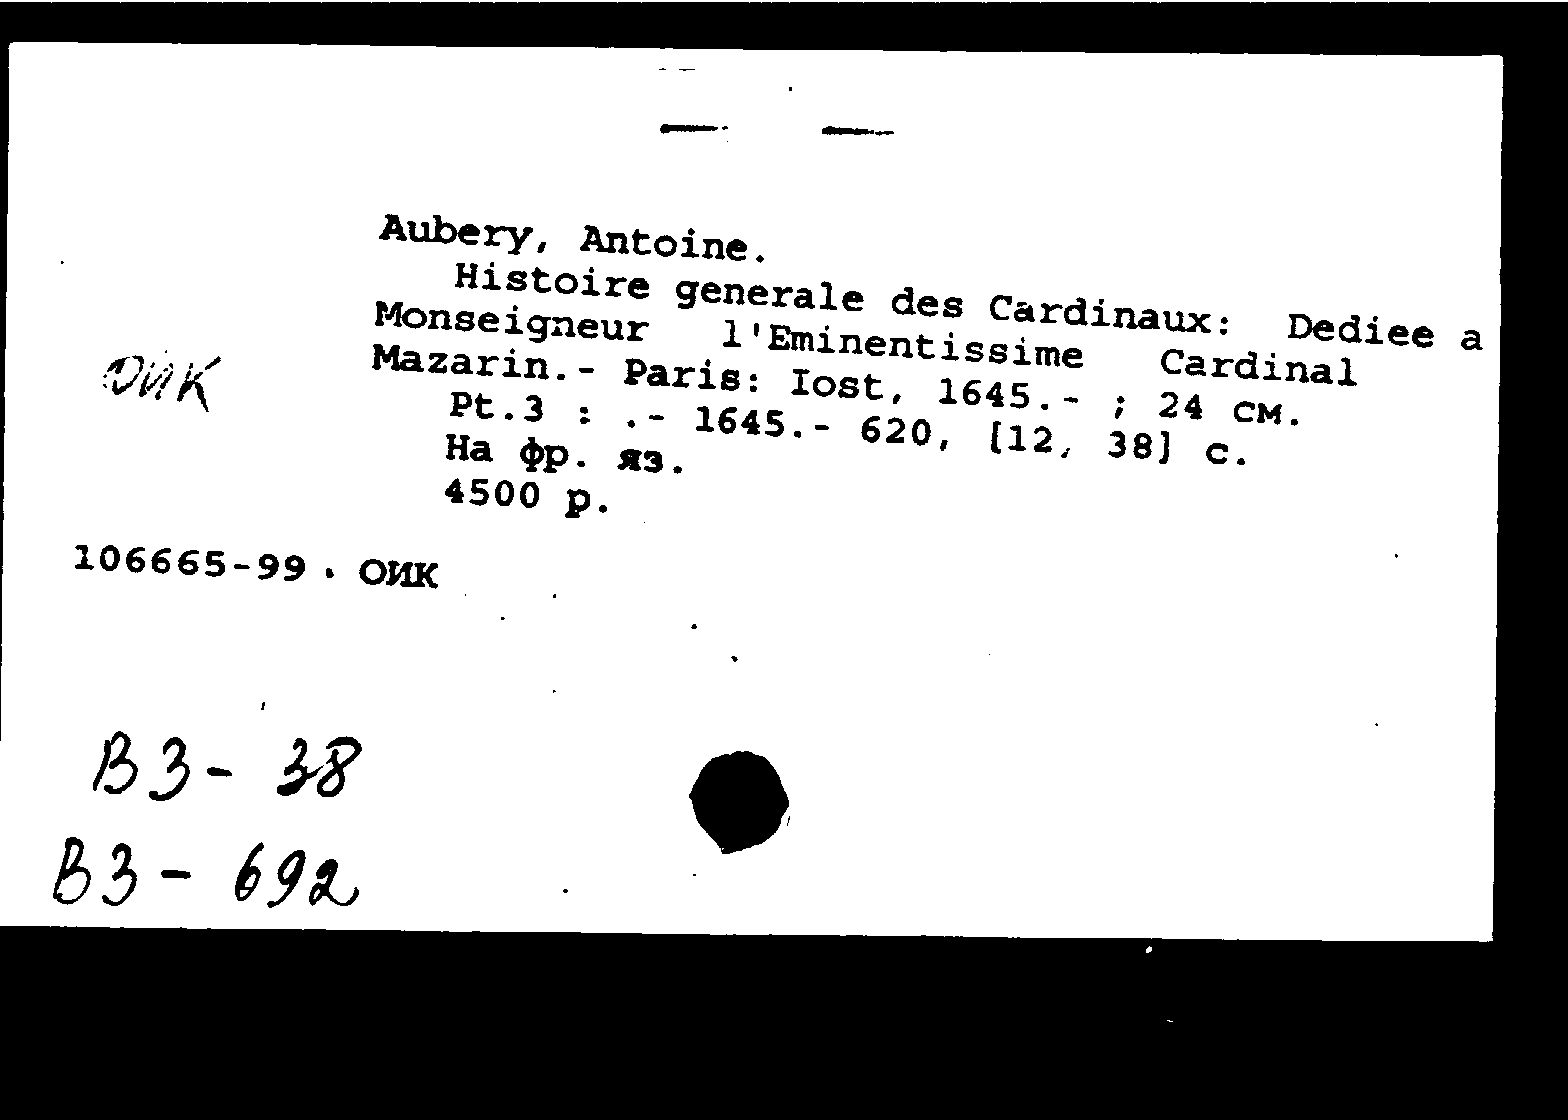 Aubery, Antoine.
Histoire generale des Cardinaux: Dediee a
Monseigneur l'Eminentissime Cardinal
Mazarin.- Paris: Iost, 1645.- ; 24 см.
Pt.3 : .- 1645.- 620, [12, 38] с.
На фр. яз.
4500 р.
ОИК
106665-99 . ОИК
В3- 38
В3- 692